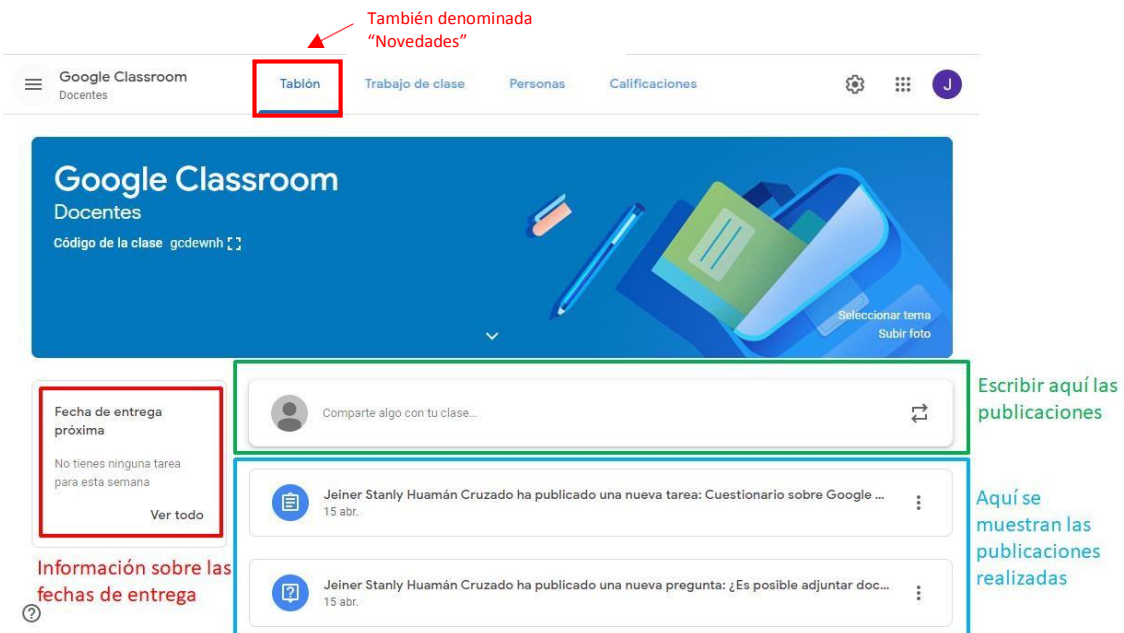 También denominada
“Novedades”
Google Classroom
Docentes
Tablón
Trabajo de clase
Personas
Calificaciones
J
Google Classroom
Docentes
Código de la clase gcdewnh
Seleccionar tema
Subir foto
Fecha de entrega
próxima
No tienes ninguna tarea
para esta semana
Ver todo
Información sobre las
fechas de entrega
Comparte algo con tu clase...
Escribir aquí las
publicaciones
Jeiner Stanly Huamán Cruzado ha publicado una nueva tarea: Cuestionario sobre Google ...
15 abr.
Jeiner Stanly Huamán Cruzado ha publicado una nueva pregunta: ¿Es posible adjuntar doc...
15 abr.
Aquí se
muestran las
publicaciones
realizadas